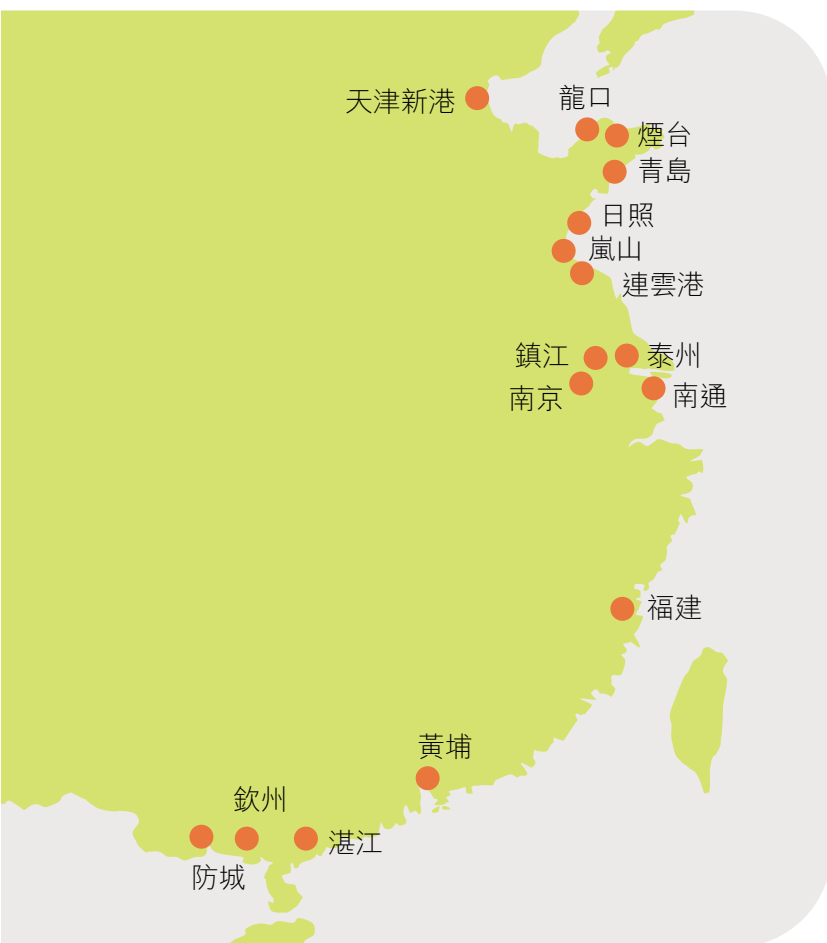 龍口
天津新港
煙台
青島
日照
嵐山
連雲港
鎮江
泰州
南京
南通
福建
黃埔
欽州
湛江
防城